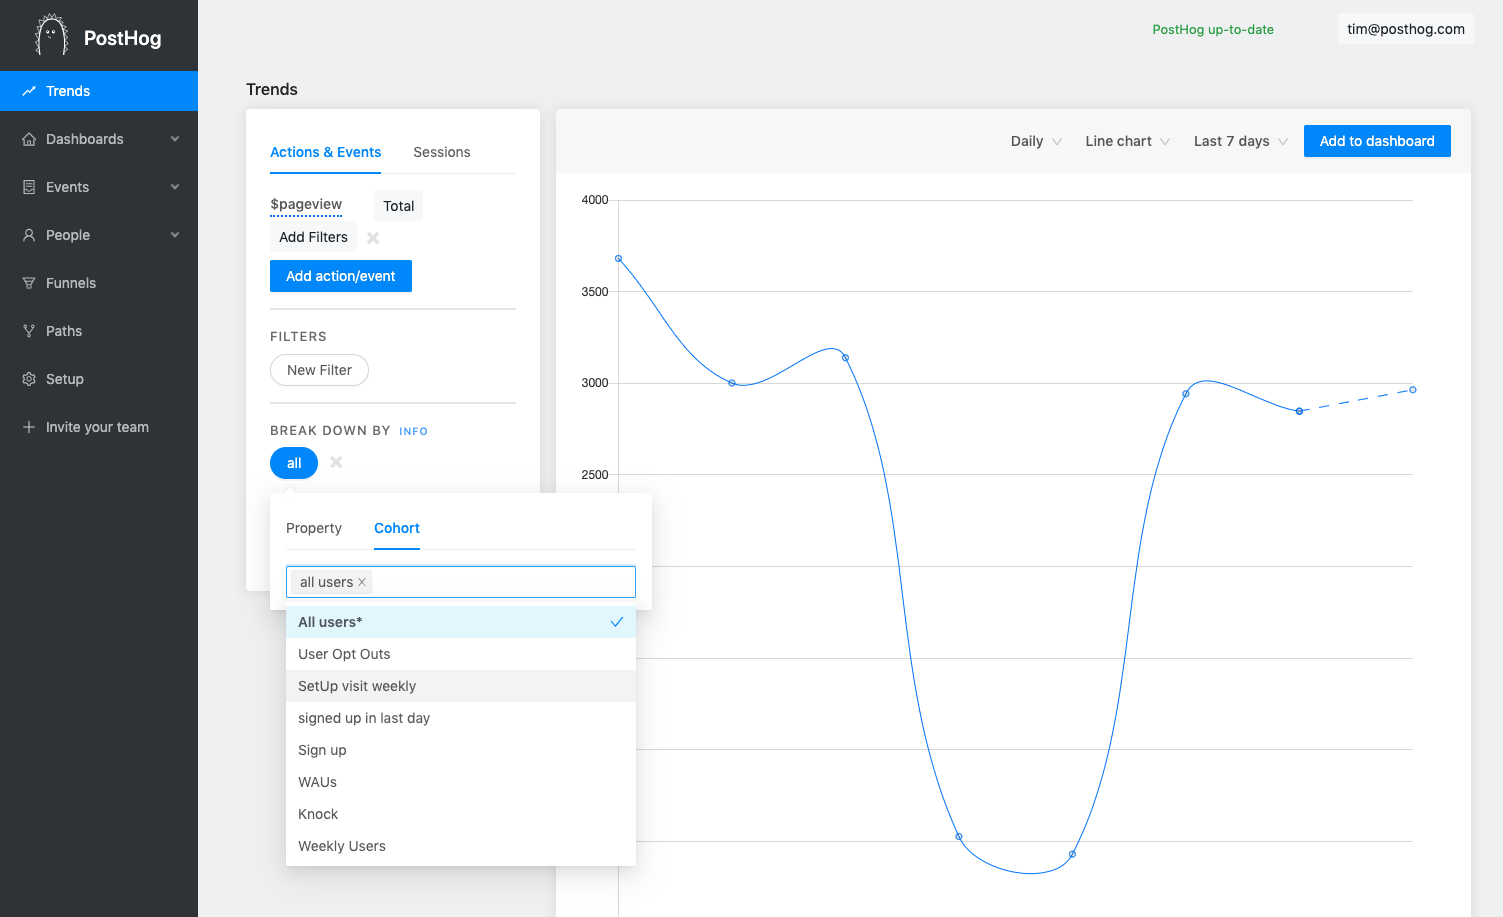 PostHog
PostHog up-to-date
tim@posthog.com
Trends
Dashboards
Events
People
Funnels
Paths
Setup
Invite your team
Trends
Actions & Events
Sessions
$pageview
Total
Add Filters
Add action/event
FILTERS
New Filter
BREAK DOWN BY INFO
all
Property
Cohort
all users
All users*
User Opt Outs
SetUp visit weekly
signed up in last day
Sign up
WAUs
Knock
Weekly Users
Daily
Line chart
Last 7 days
Add to dashboard
4000
3500
3000
2500